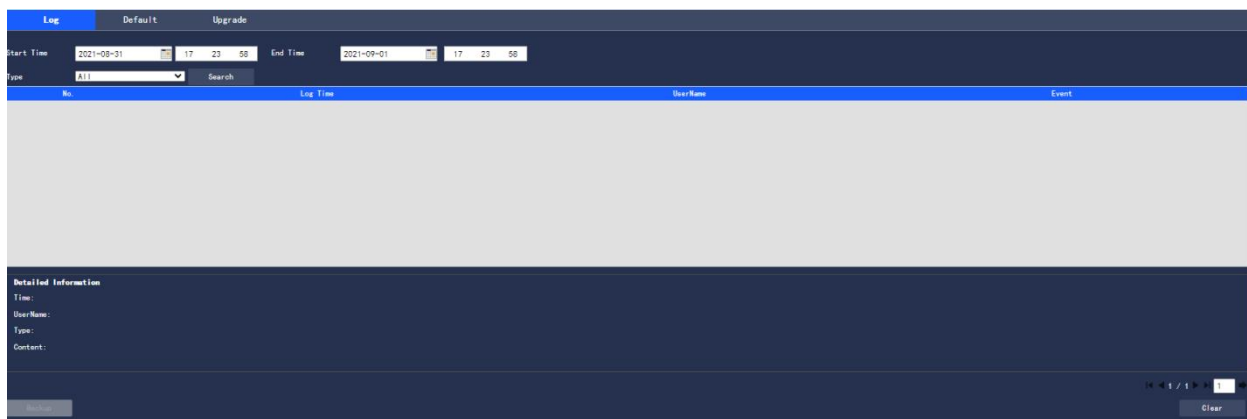 Log Default Upgrade
Start Time 2021-08-31 17 23 58 End Time 2021-09-01 17 23 58
Type All Search
No. Log Time UserName Event
Detailed Information
Time:
UserName:
Type:
Content:
1 / 1 1
Backup Clear